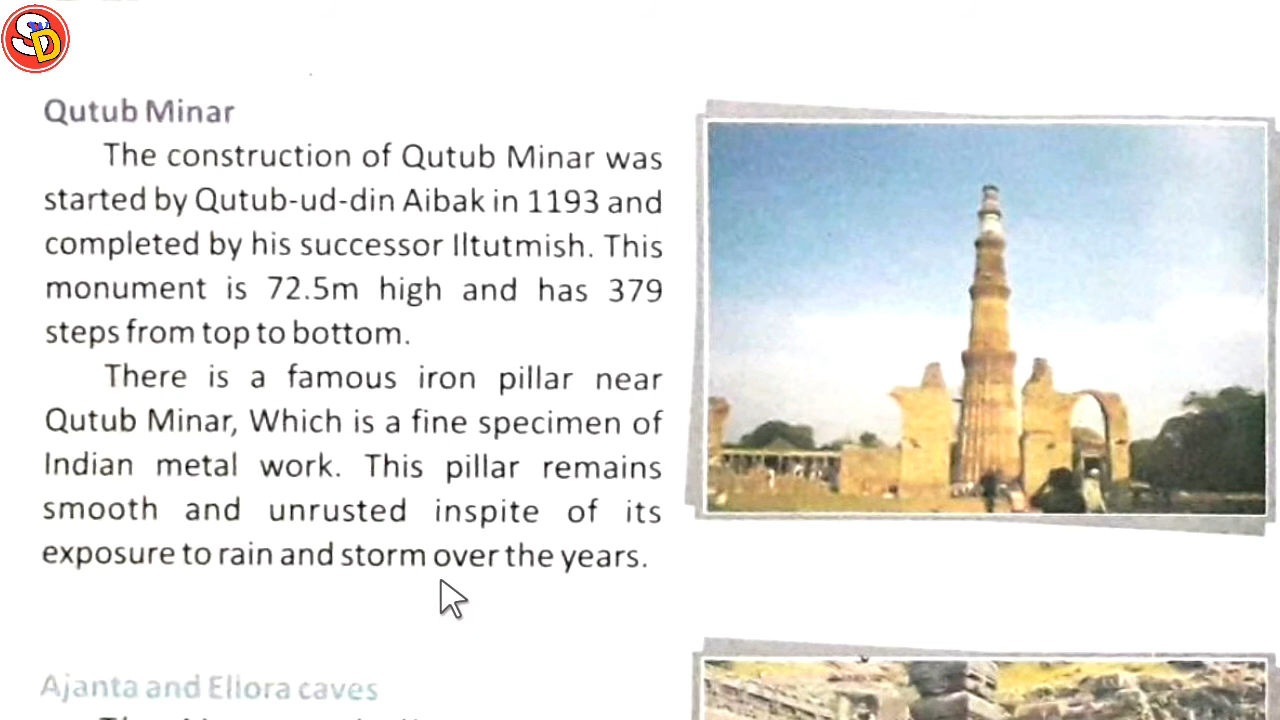 SD
Qutub Minar
The construction of Qutub Minar was
started by Qutub-ud-din Aibak in 1193 and
completed by his successor Iltutmish. This
monument is 72.5m high and has 379
steps from top to bottom.
There is a famous iron pillar near
Qutub Minar, Which is a fine specimen of
Indian metal work. This pillar remains
smooth and unrusted inspite of its
exposure to rain and storm over the years.
Ajanta and Ellora caves